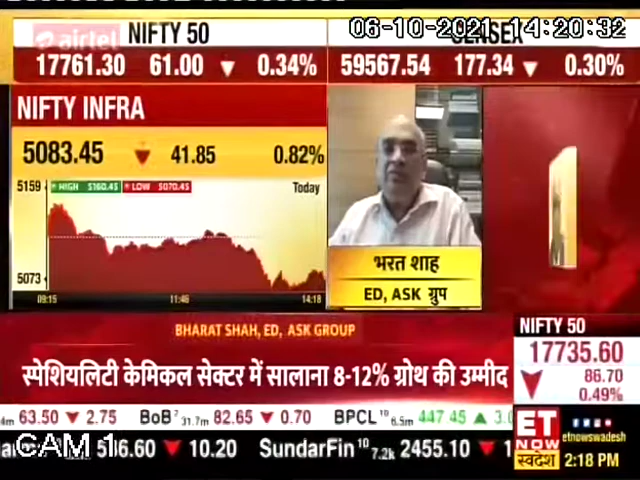 06-10-2021 14:20:32
airtel
NIFTY 50
SENSEX
17761.30 61.00 ▼ 0.34%
59567.54 177.34 ▼ 0.30%
NIFTY INFRA
5083.45 ▼ 41.85 0.82%
5159
HIGH 5160.45 LOW 5070.45
Today
5073
09:15 11:46 14:18
भरत शाह
ED, ASK ग्रुप
BHARAT SHAH, ED, ASK GROUP
स्पेशियलिटी केमिकल सेक्टर में सालाना 8-12% ग्रोथ की उम्मीद
NIFTY 50
17735.60
▼ 86.70
0.49%
63.50 ▼ 2.75 BoB 31.7m 82.65 ▼ 0.70 BPCL 10 6.5m 447.45 ▲
CAM 1
6.60 ▼ 10.20 SundarFin 10 7.2k 2455.10 ▼
ET NOW
स्वदेश
etnowswadesh
2:18 PM